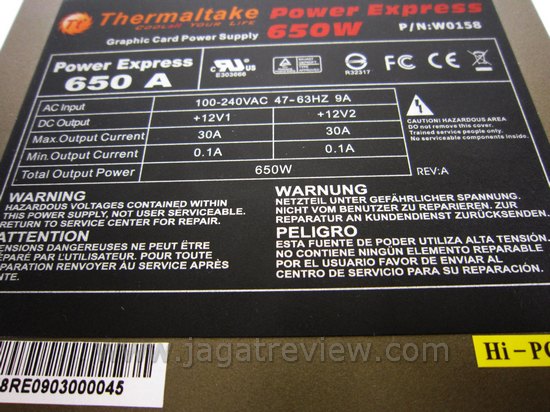 Thermaltake
COOLER YOUR LIFE
Power Express
650W
Graphic Card Power Supply
P/N:W0158
Power Express
650 A
E303066
R32317
AC Input 100-240VAC 47-63HZ 9A
DC Output +12V1 +12V2
Max.Output Current 30A 30A
Min.Output Current 0.1A 0.1A
Total Output Power 650W
REV:A
CAUTION! HAZARDOUS AREA
DO not remove this cover.
Trained service people only.
No serviceable components inside.
WARNING
HAZARDOUS VOLTAGES CONTAINED WITHIN
THIS POWER SUPPLY, NOT USER SERVICEABLE.
RETURN TO SERVICE CENTER FOR REPAIR.
ATTENTION
TENSIONS DANGEREUSES NE PEUT ÊTRE
RÉPARÉ PAR L'UTILISATEUR. POUR TOUTE
RÉPARATION RENVOYER AU SERVICE APRÈS
VENTE.
WARNUNG
NETZTEIL UNTER GEFÄHRLICHER SPANNUNG.
NICHT VOM BENUTZER ZU REPARIEREN. ZUR
REPARATUR AN KUNDENDIENST ZURÜCKSENDEN.
PELIGRO
ESTA FUENTE DE PODER UTILIZA ALTA TENSIÓN.
NO CONTIENE NINGÚN ELEMENTO REPARABLE
POR EL USUARIO FAVOR DE ENVIAR AL
CENTRO DE SERVICIO PARA SU REPARACIÓN.
www.jagatreview.com
8RE0903000045
Hi-PO